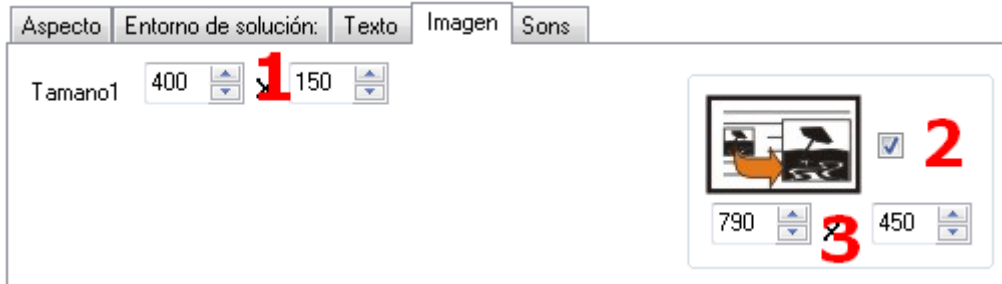 Aspecto Entorno de solución: Texto Imagen Sons
Tamano1 400 1 x 150
2
790 3 x 450